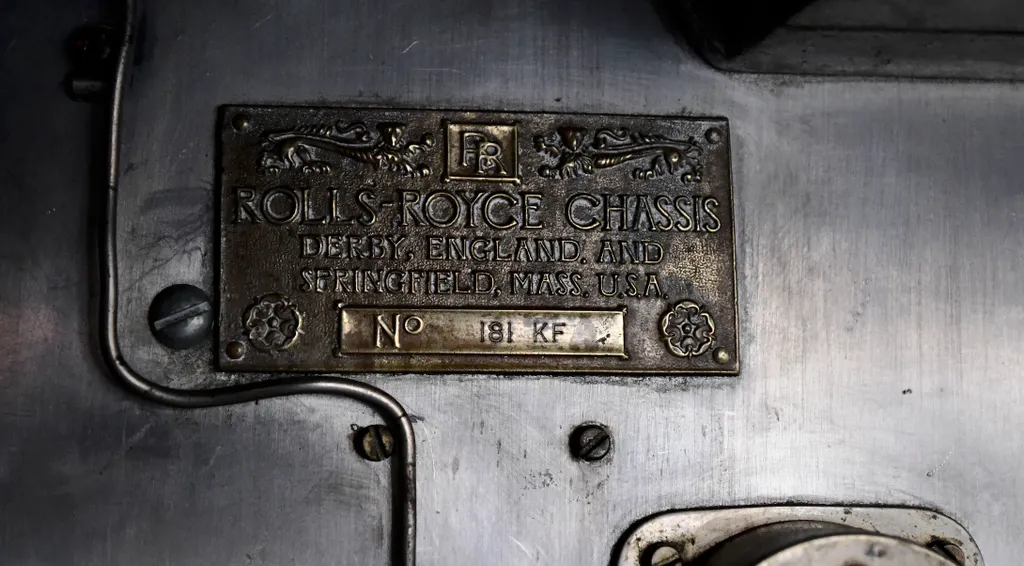 RR
ROLLS-ROYCE CHASSIS
DERBY, ENGLAND, AND
SPRINGFIELD, MASS. U.S.A.
Nº 181 KF